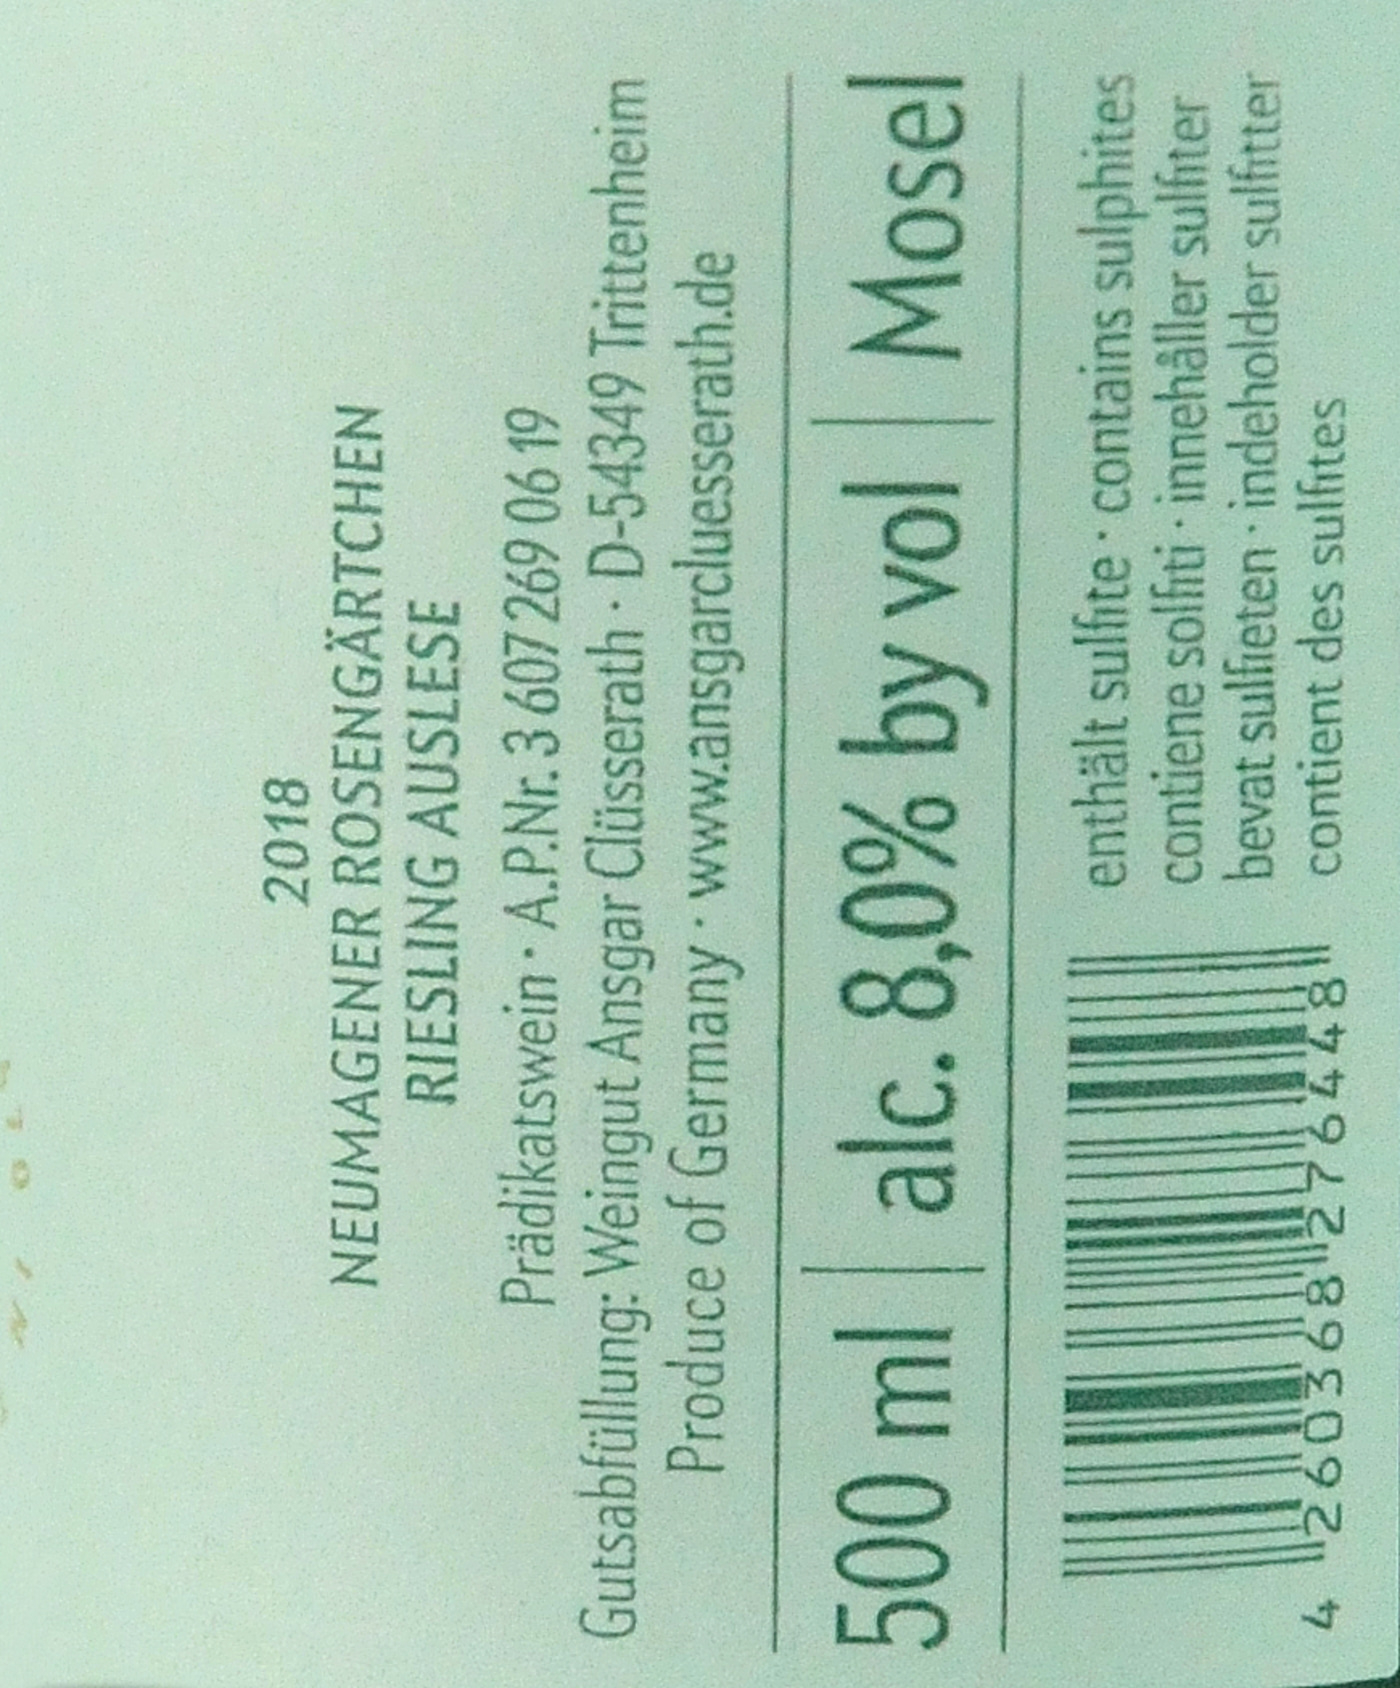 2018
NEUMAGENER ROSENGÄRTCHEN
RIESLING AUSLESE
Prädikatswein · A.P.Nr. 3 607 269 06 19
Gutsabfüllung: Weingut Ansgar Clüsserath · D-54349 Trittenheim
Produce of Germany · www.ansgarcluesserath.de
500 ml | alc. 8,0% by vol | Mosel
enthält sulfite · contains sulphites
contiene solfiti · innehåller sulfiter
bevat sulfieten · indeholder sulfitter
contient des sulfites
4 260368 276448